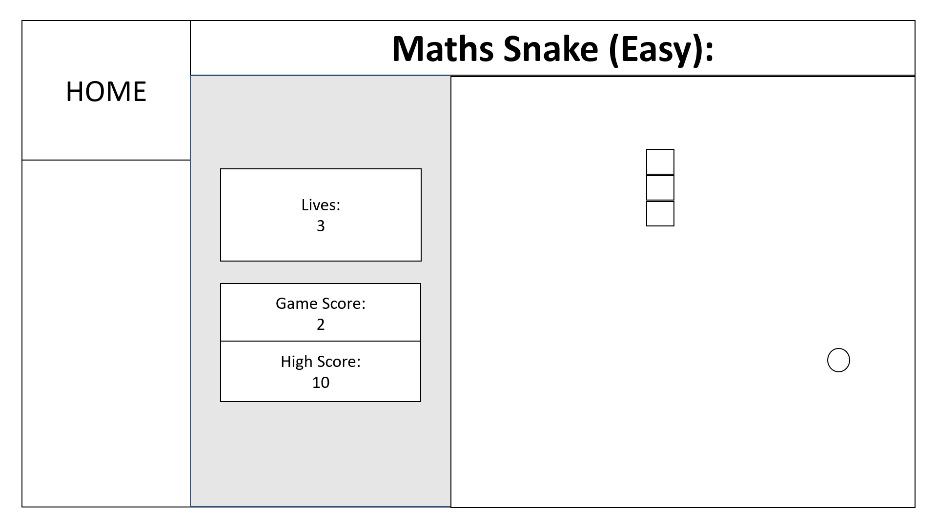 Maths Snake (Easy):
HOME
Lives:
3
Game Score:
2
High Score:
10